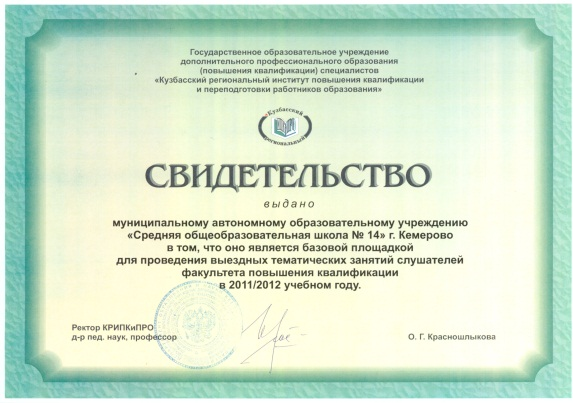 Государственное образовательное учреждение
дополнительного профессионального образования
(повышения квалификации) специалистов
«Кузбасский региональный институт повышения квалификации
и переподготовки работников образования»
Кузбасский
региональный
СВИДЕТЕЛЬСТВО
выдано
муниципальному автономному образовательному учреждению
«Средняя общеобразовательная школа № 14» г. Кемерово
в том, что оно является базовой площадкой
для проведения выездных тематических занятий слушателей
факультета повышения квалификации
в 2011/2012 учебном году.
Ректор КРИПКиПРО
д-р пед. наук, профессор
О. Г. Красношлыкова